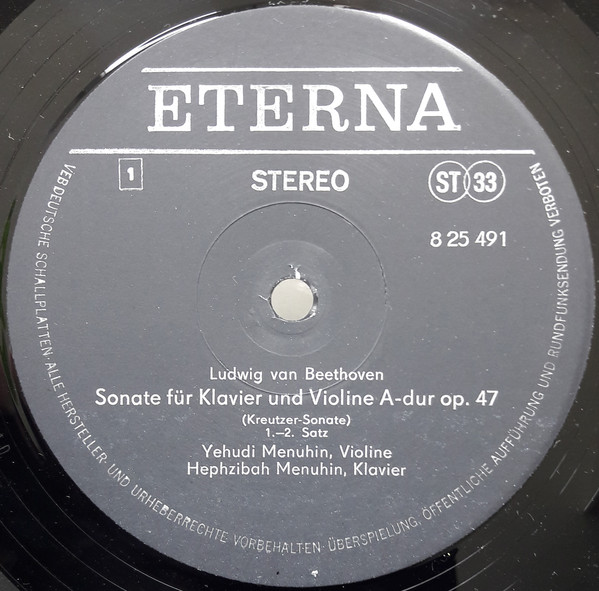 ETERNA
1
STEREO
ST 33
8 25 491
Ludwig van Beethoven
Sonate für Klavier und Violine A-dur op. 47
(Kreutzer-Sonate)
1.—2. Satz
Yehudi Menuhin, Violine
Hephzibah Menuhin, Klavier
VEB DEUTSCHE SCHALLPLATTEN · ALLE HERSTELLER- UND URHEBERRECHTE VORBEHALTEN · ÜBERSPIELUNG, ÖFFENTLICHE AUFFÜHRUNG UND RUNDFUNKSENDUNG VERBOTEN